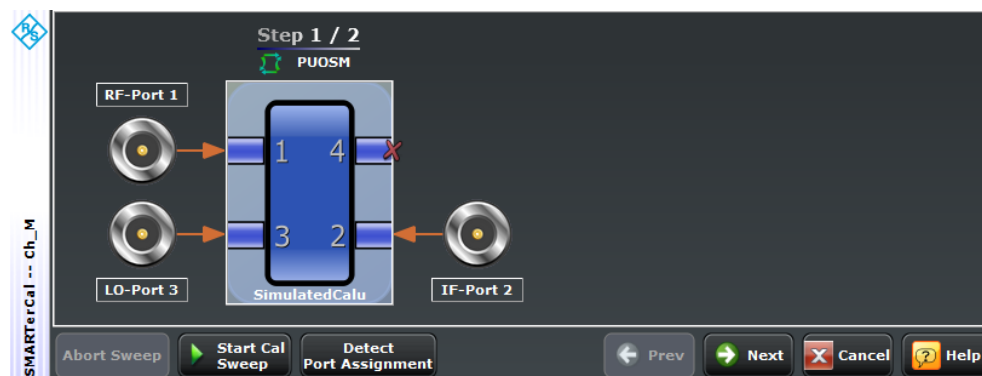 R&S
SMARTerCal -- Ch_M
Step 1 / 2
PUOSM
RF-Port 1
1 4
3 2
LO-Port 3
SimulatedCalu
IF-Port 2
Abort Sweep
Start Cal
Sweep
Detect
Port Assignment
Prev
Next
Cancel
Help